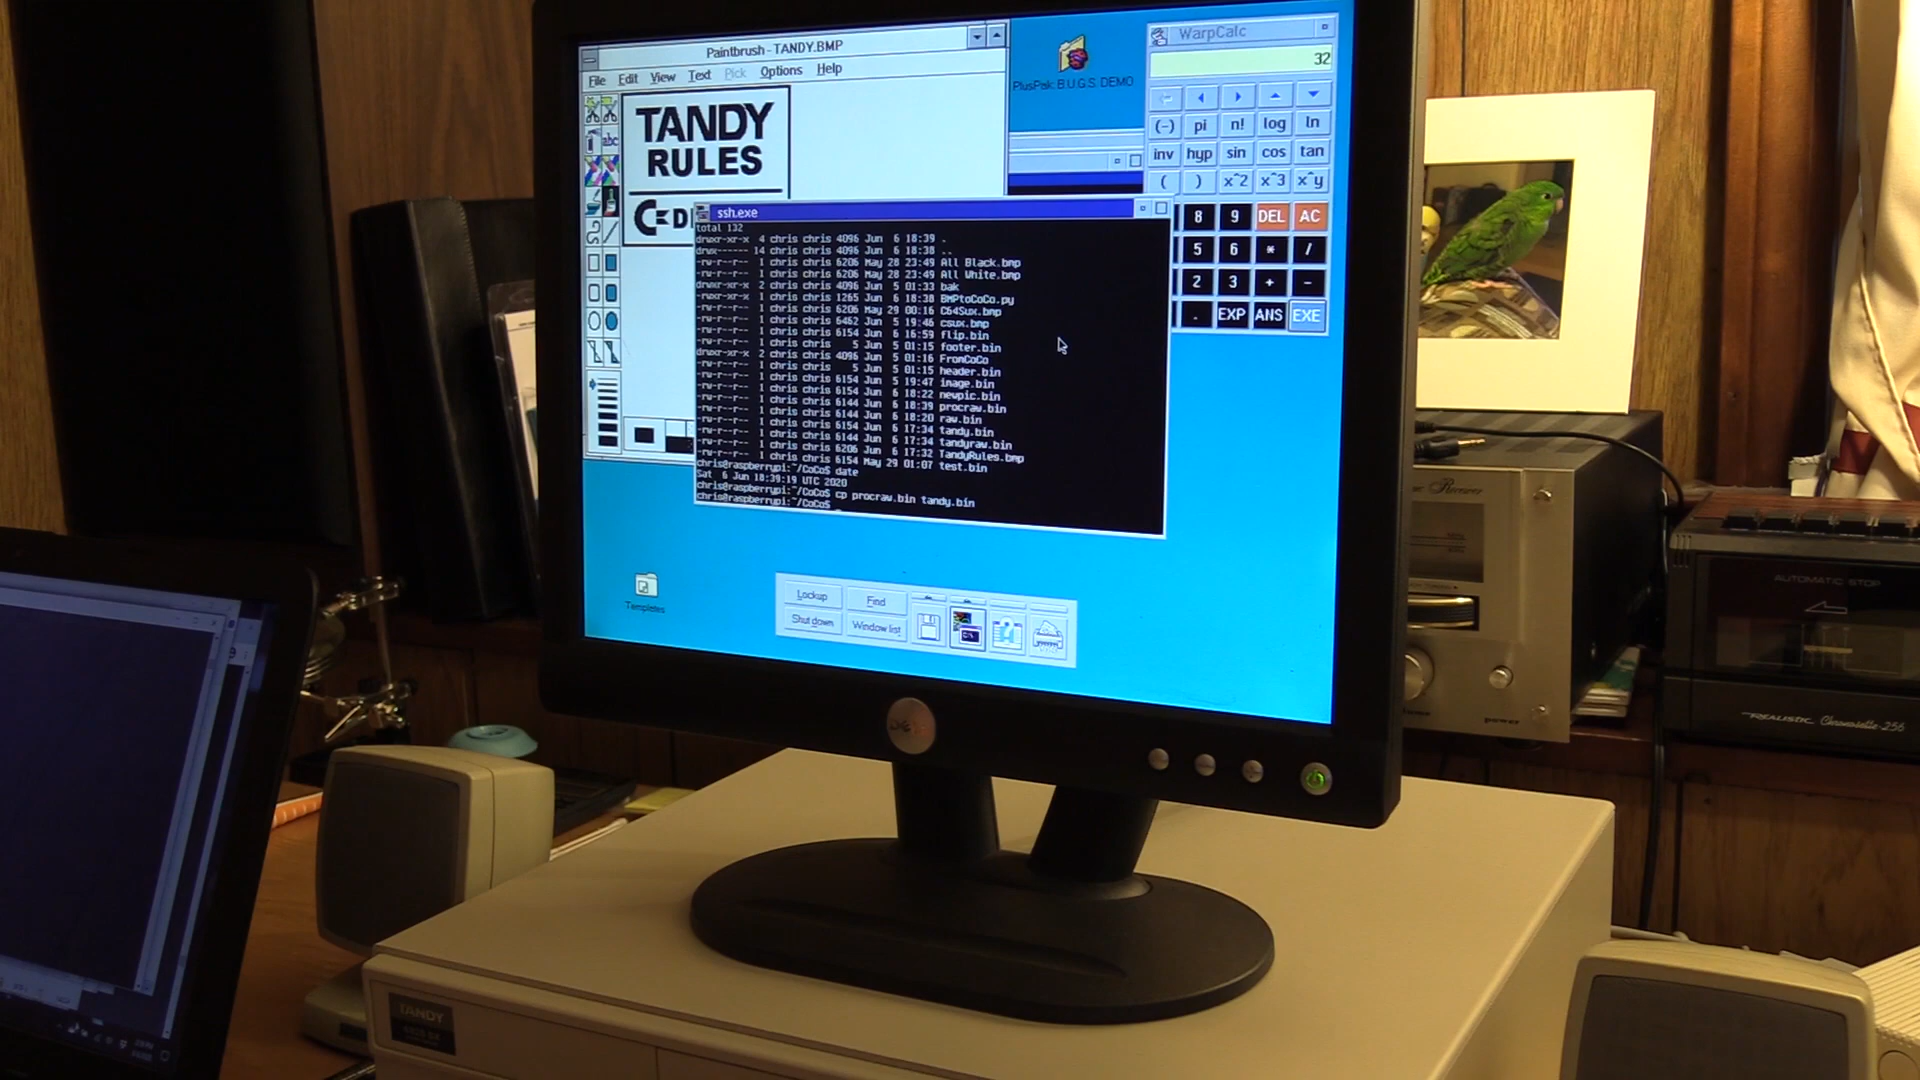 Paintbrush - TANDY.BMP
File Edit View Text Pick Options Help
abc
TANDY
RULES
PlusPak: B.U.G.S. DEMO
WarpCalc
32
(-) pi n! log ln
inv hyp sin cos tan
( ) x^2 x^3 x^y
8 9 DEL AC
5 6 * /
2 3 + -
. EXP ANS EXE
ssh.exe
total 132
drwxr-xr-x 4 chris chris 4096 Jun 6 18:39 .
drwx------ 14 chris chris 4096 Jun 6 18:38 ..
-rw-r--r-- 1 chris chris 6206 May 28 23:49 All Black.bmp
-rw-r--r-- 1 chris chris 6206 May 28 23:49 All White.bmp
drwxr-xr-x 2 chris chris 4096 Jun 5 01:33 bak
-rwxr-xr-x 1 chris chris 1265 Jun 6 18:38 BMPtoCoCo.py
-rw-r--r-- 1 chris chris 6206 May 29 00:16 C64Sux.bmp
-rw-r--r-- 1 chris chris 6462 Jun 5 19:46 csux.bmp
-rw-r--r-- 1 chris chris 6154 Jun 6 16:59 flip.bin
-rw-r--r-- 1 chris chris 5 Jun 5 01:15 footer.bin
drwxr-xr-x 2 chris chris 4096 Jun 5 01:16 FromCoCo
-rw-r--r-- 1 chris chris 5 Jun 5 01:15 header.bin
-rw-r--r-- 1 chris chris 6154 Jun 5 19:47 image.bin
-rw-r--r-- 1 chris chris 6154 Jun 6 18:22 newpic.bin
-rw-r--r-- 1 chris chris 6144 Jun 6 18:39 procraw.bin
-rw-r--r-- 1 chris chris 6144 Jun 6 18:20 raw.bin
-rw-r--r-- 1 chris chris 6154 Jun 6 17:34 tandy.bin
-rw-r--r-- 1 chris chris 6144 Jun 6 17:34 tandyraw.bin
-rw-r--r-- 1 chris chris 6206 Jun 6 17:32 TandyRules.bmp
-rw-r--r-- 1 chris chris 6154 May 29 01:07 test.bin
chris@raspberrypi:~/CoCo$ date
Sat 6 Jun 18:39:19 UTC 2020
chris@raspberrypi:~/CoCo$ cp procraw.bin tandy.bin
chris@raspberrypi:~/CoCo$
Templates
Lockup Find
Shut down Window list
DELL
TANDY
Receiver
power
AUTOMATIC STOP
REALISTIC Chronosette-256